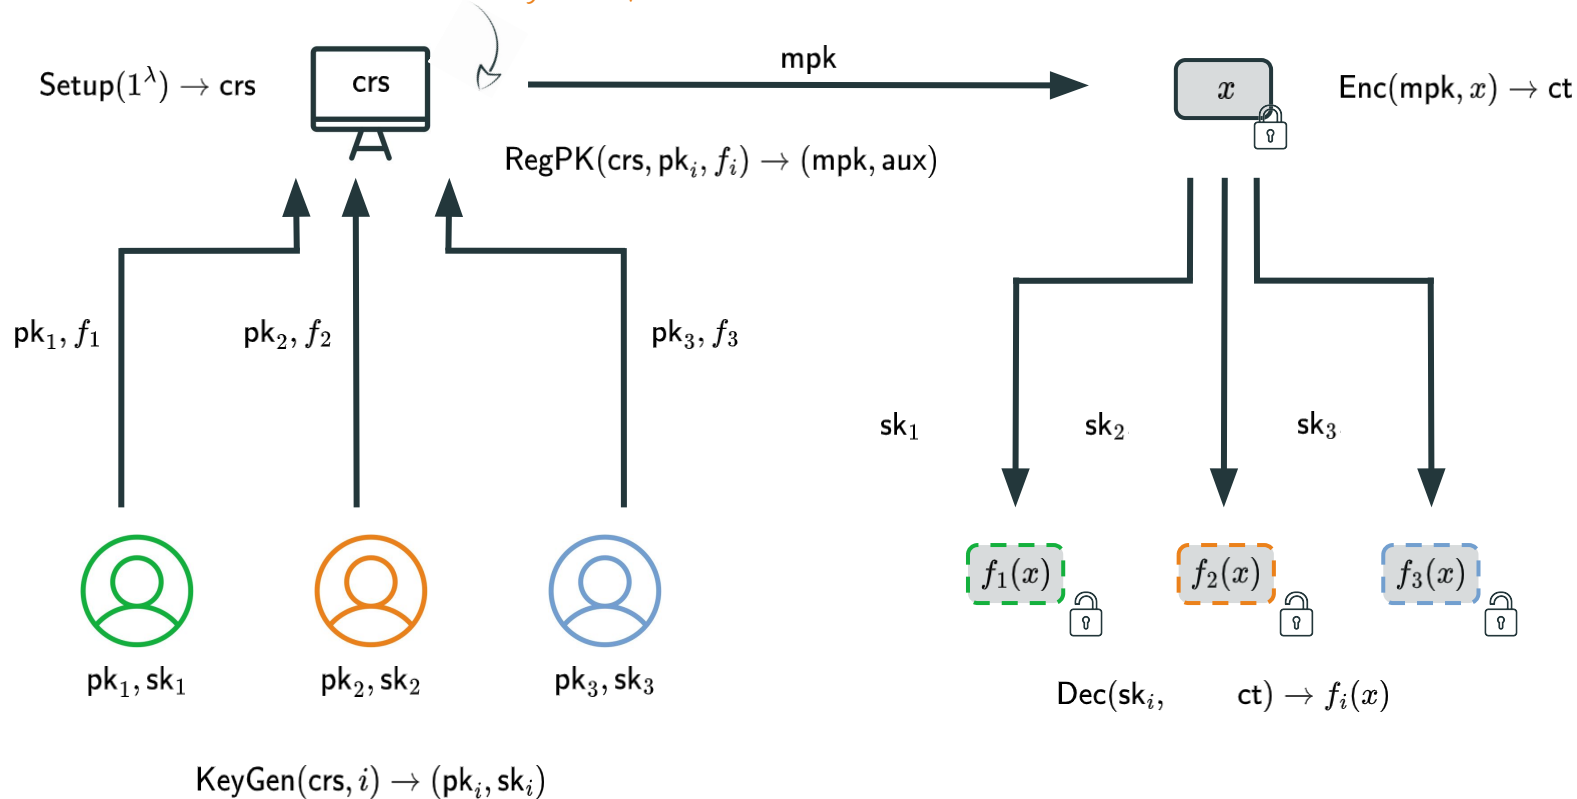 Setup(1^λ) → crs
crs
mpk
x
Enc(mpk, x) → ct
RegPK(crs, pk_i, f_i) → (mpk, aux)
pk_1, f_1
pk_2, f_2
pk_3, f_3
sk_1
sk_2
sk_3
f_1(x)
f_2(x)
f_3(x)
pk_1, sk_1
pk_2, sk_2
pk_3, sk_3
Dec(sk_i, ct) → f_i(x)
KeyGen(crs, i) → (pk_i, sk_i)